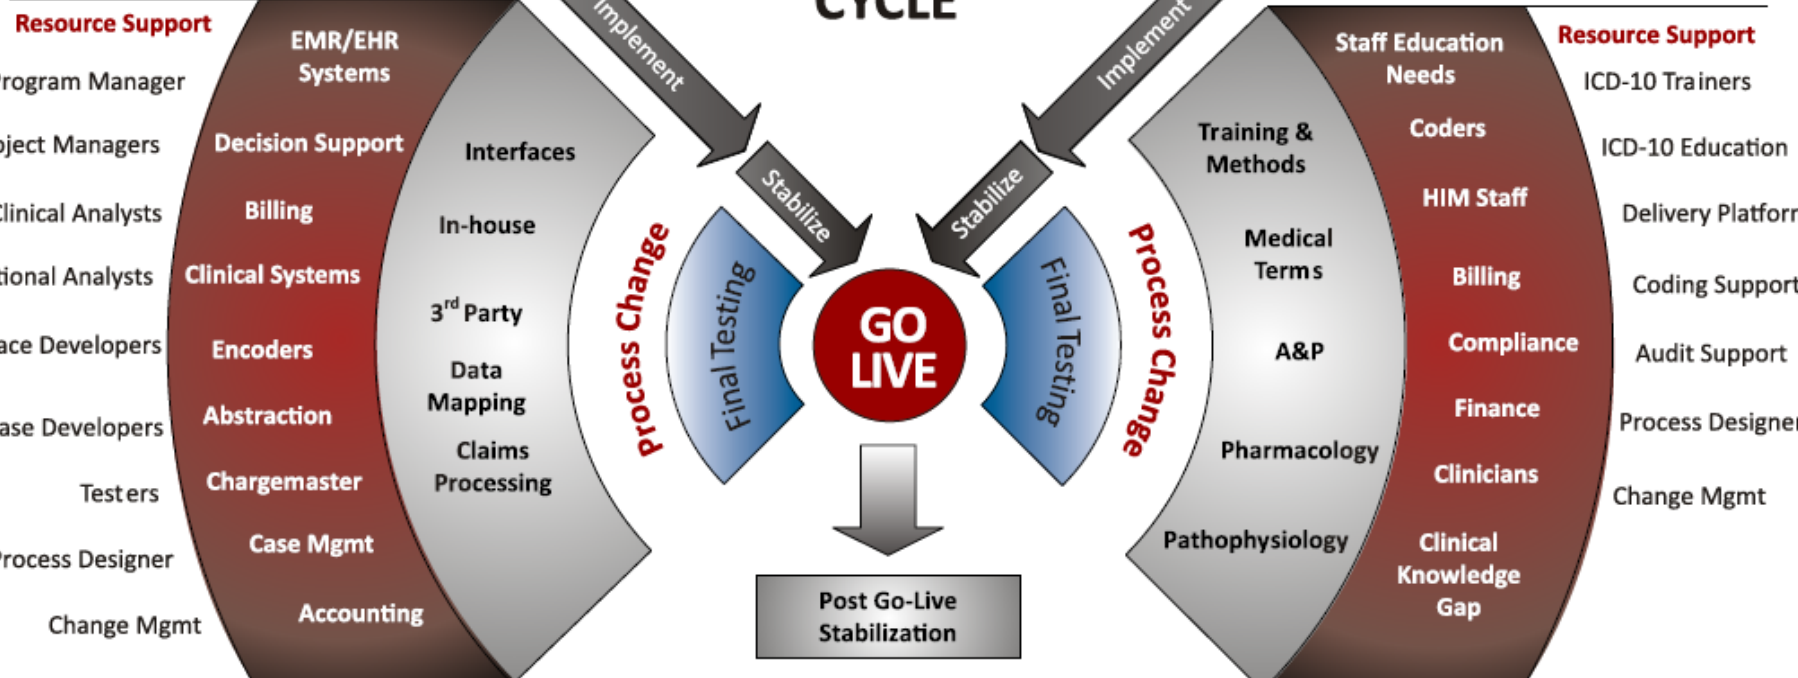 CYCLE
Resource Support
Program Manager
Project Managers
Clinical Analysts
tional Analysts
ace Developers
ase Developers
Testers
Process Designer
Change Mgmt
EMR/EHR
Systems
Decision Support
Billing
Clinical Systems
Encoders
Abstraction
Chargemaster
Case Mgmt
Accounting
Interfaces
In-house
3rd Party
Data
Mapping
Claims
Processing
Process Change
Final Testing
Implement
Stabilize
GO
LIVE
Post Go-Live
Stabilization
Implement
Stabilize
Final Testing
Process Change
Training &
Methods
Medical
Terms
A&P
Pharmacology
Pathophysiology
Staff Education
Needs
Coders
HIM Staff
Billing
Compliance
Finance
Clinicians
Clinical
Knowledge
Gap
Resource Support
ICD-10 Trainers
ICD-10 Education
Delivery Platform
Coding Support
Audit Support
Process Designer
Change Mgmt